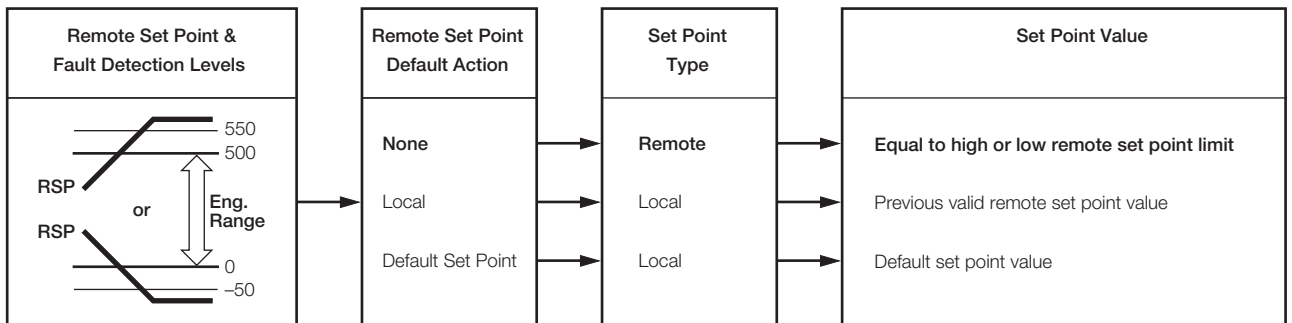 Remote Set Point &
Fault Detection Levels
550
500
RSP
or
Eng.
Range
RSP
0
–50
Remote Set Point
Default Action
None
Local
Default Set Point
Set Point
Type
Remote
Local
Local
Set Point Value
Equal to high or low remote set point limit
Previous valid remote set point value
Default set point value